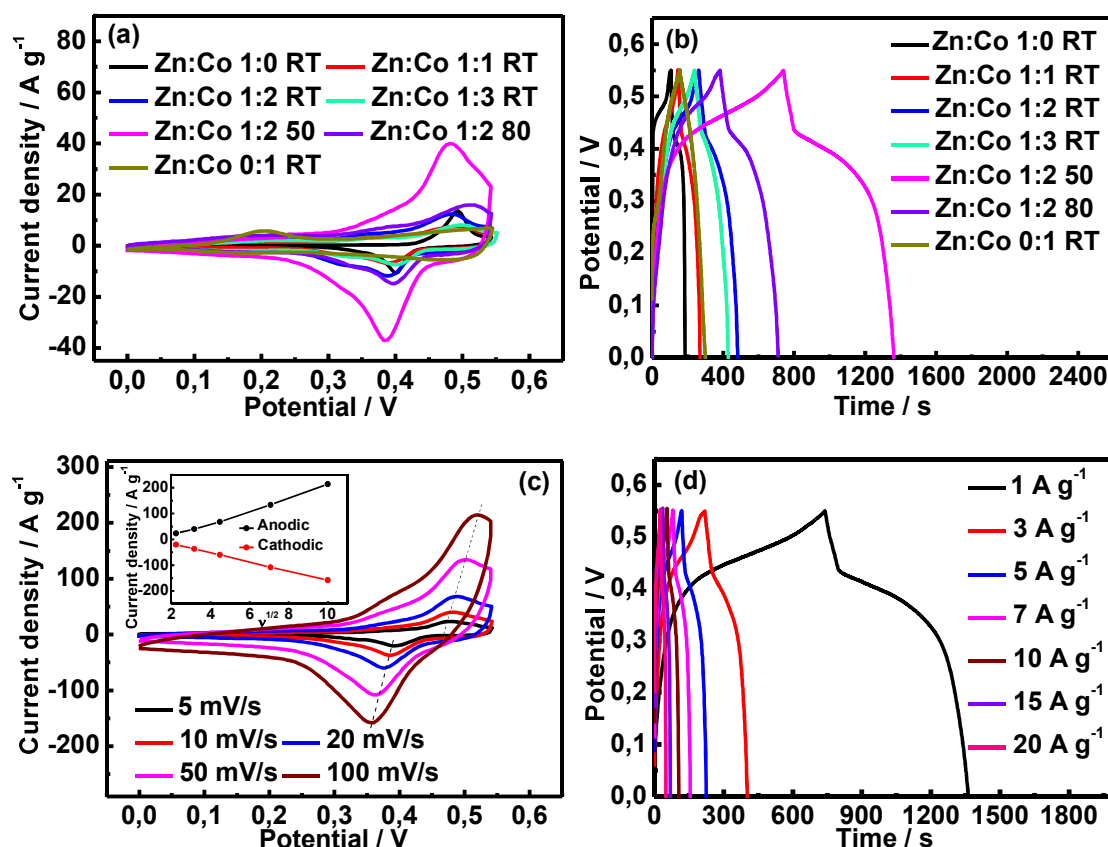 (a)
Zn:Co 1:0 RT Zn:Co 1:1 RT
Zn:Co 1:2 RT Zn:Co 1:3 RT
Zn:Co 1:2 50 Zn:Co 1:2 80
Zn:Co 0:1 RT
Current density / A g⁻¹
80
60
40
20
0
-20
-40
0,0 0,1 0,2 0,3 0,4 0,5 0,6
Potential / V
(b)
Zn:Co 1:0 RT
Zn:Co 1:1 RT
Zn:Co 1:2 RT
Zn:Co 1:3 RT
Zn:Co 1:2 50
Zn:Co 1:2 80
Zn:Co 0:1 RT
Potential / V
0,6
0,5
0,4
0,3
0,2
0,1
0,0
0 400 800 1200 1600 2000 2400
Time / s
(c)
Current density / A g⁻¹
300
200
100
0
-100
-200
Current density / A g⁻¹
200
100
0
-100
-200
Anodic
Cathodic
2 4 6 8 10
ν^1/2
5 mV/s
10 mV/s 20 mV/s
50 mV/s 100 mV/s
0,0 0,1 0,2 0,3 0,4 0,5 0,6
Potential / V
(d)
1 A g⁻¹
3 A g⁻¹
5 A g⁻¹
7 A g⁻¹
10 A g⁻¹
15 A g⁻¹
20 A g⁻¹
Potential / V
0,6
0,5
0,4
0,3
0,2
0,1
0,0
0 300 600 900 1200 1500 1800
Time / s